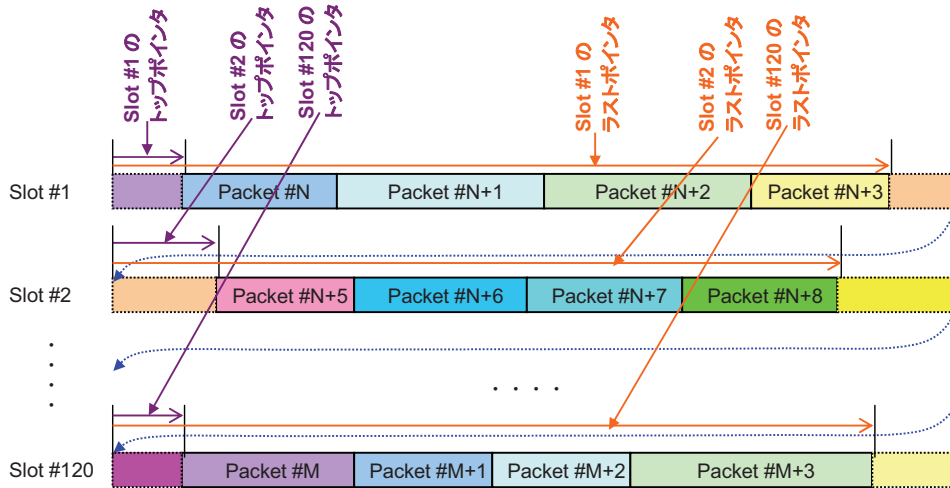 Slot #1 の
トップポインタ
Slot #2 の
トップポインタ
Slot #120 の
トップポインタ
Slot #1 の
ラストポインタ
Slot #2 の
ラストポインタ
Slot #120 の
ラストポインタ
Slot #1
Packet #N
Packet #N+1
Packet #N+2
Packet #N+3
Slot #2
Packet #N+5
Packet #N+6
Packet #N+7
Packet #N+8
· · · ·
· · · ·
Slot #120
Packet #M
Packet #M+1
Packet #M+2
Packet #M+3